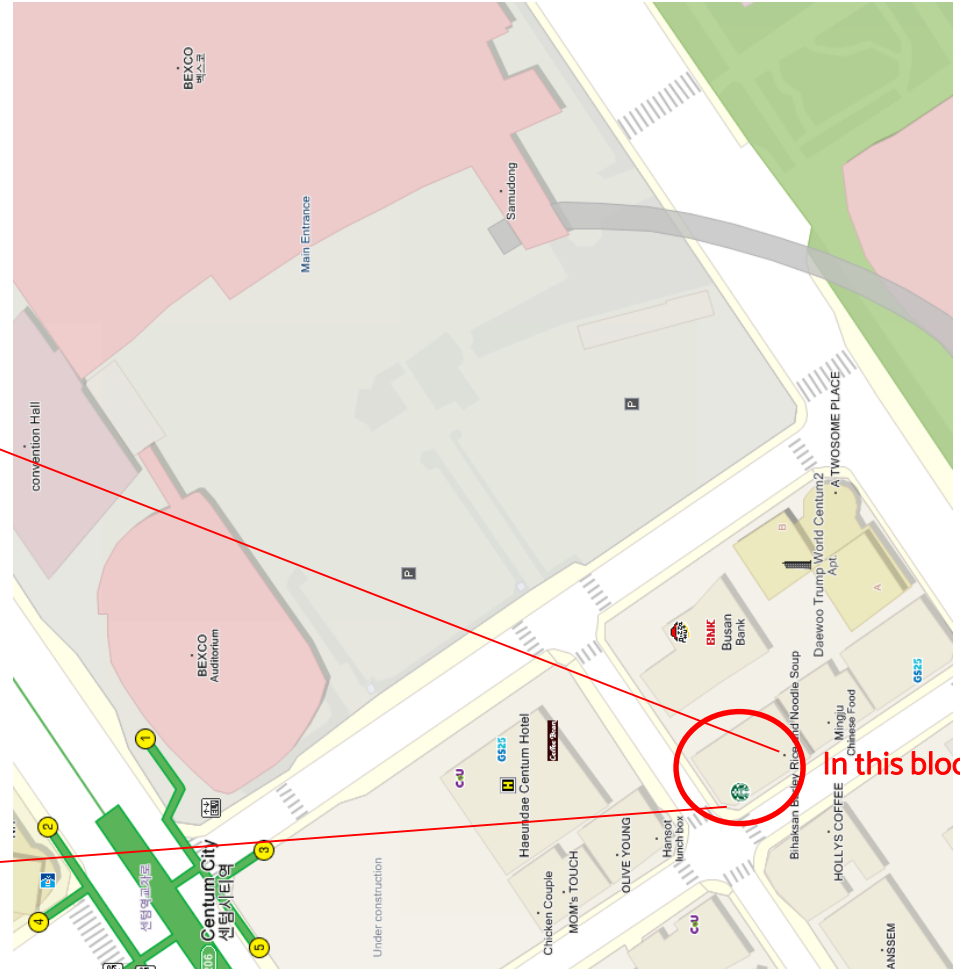 BEXCO
벡스코
Samudong
Main Entrance
convention Hall
P
A TWOSOME PLACE
Daewoo Trump World Centum2
Apt.
B
A
P
BNK
Busan
Bank
BEXCO
Auditorium
GS25
Bihaksan Barley Rice and Noodle Soup
Mingju
Chinese Food
In this bloc
1
CU
GS25
H
Haeundae Centum Hotel
Coffee Bean
HOLLYS COFFEE
Hansot
lunch box
OLIVE YOUNG
MOM's TOUCH
Chicken Couple
Under construction
ELEV
2
3
4
5
Centum City
센텀시티역
206
CU
ANSSEM